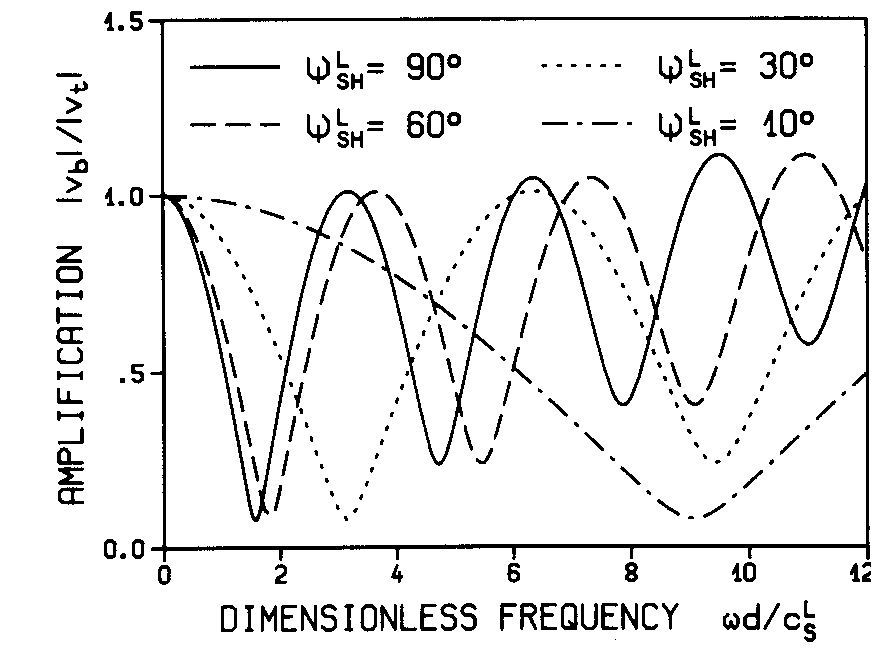 1.5
ψ^L_SH = 90° ψ^L_SH = 30°
ψ^L_SH = 60° ψ^L_SH = 10°
1.0
.5
0.0
0 2 4 6 8 10 12
AMPLIFICATION |v_b|/|v_t|
DIMENSIONLESS FREQUENCY ωd/c^L_S